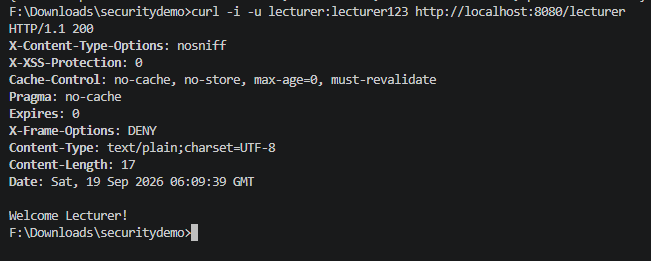 F:\Downloads\securitydemo>curl -i -u lecturer:lecturer123 http://localhost:8080/lecturer
HTTP/1.1 200
X-Content-Type-Options: nosniff
X-XSS-Protection: 0
Cache-Control: no-cache, no-store, max-age=0, must-revalidate
Pragma: no-cache
Expires: 0
X-Frame-Options: DENY
Content-Type: text/plain;charset=UTF-8
Content-Length: 17
Date: Sat, 19 Sep 2026 06:09:39 GMT

Welcome Lecturer!
F:\Downloads\securitydemo>